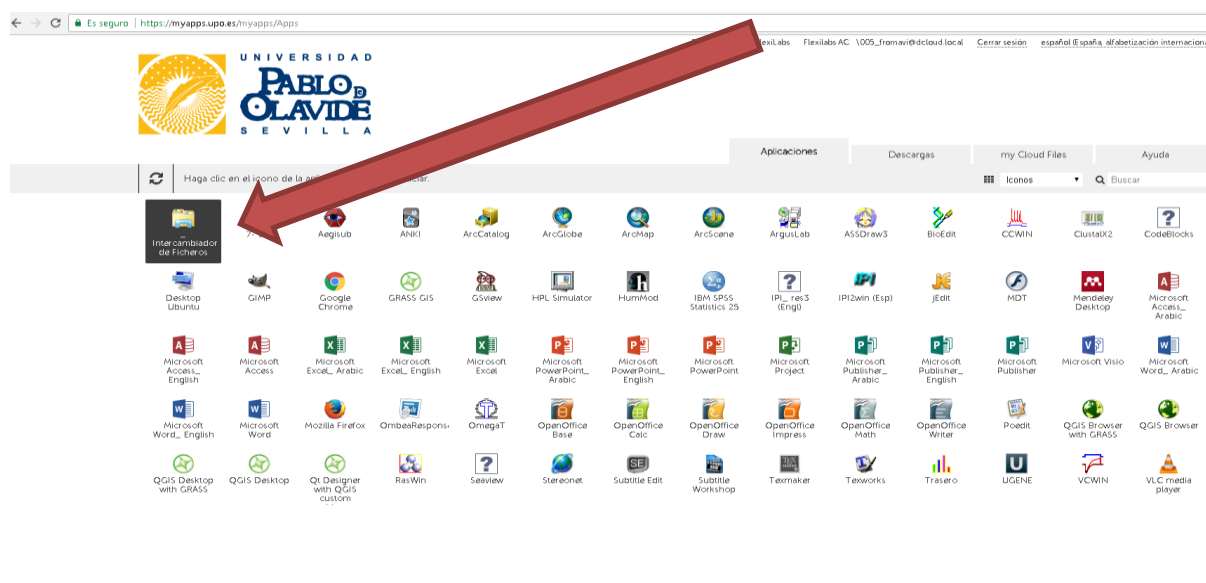 Es seguro | https://myapps.upo.es/myapps/Apps
FlexiLabs Flexilabs AC. \005_fromavi@dcloud.local Cerrar sesión español (España, alfabetización internaciona
UNIVERSIDAD
PABLO DE
OLAVIDE
SEVILLA
Aplicaciones Descargas my Cloud Files Ayuda
Haga clic en el icono de la Iconos Buscar
Intercambiador
de Ficheros
Aegisub ANKI ArcCatalog ArcGlobe ArcMap ArcScene ArgusLab ASSDraw3 BioEdit CCWIN ClustalX2 CodeBlocks
Desktop
Ubuntu
GIMP
Google
Chrome
GRASS GIS GSview HPL Simulator HumMod
IBM SPSS
Statistics 25
IPI_ res3
(Engl)
IPI2win (Esp) jEdit MDT
Mendeley
Desktop
Microsoft
Access_
Arabic
Microsoft
Access_
English
Microsoft
Access
Microsoft
Excel_ Arabic
Microsoft
Excel_ English
Microsoft
Excel
Microsoft
PowerPoint_
Arabic
Microsoft
PowerPoint_
English
Microsoft
PowerPoint
Microsoft
Project
Microsoft
Publisher_
Arabic
Microsoft
Publisher_
English
Microsoft
Publisher
Microsoft Visio
Microsoft
Word_ Arabic
Microsoft
Word_ English
Microsoft
Word
Mozilla Firefox OmbeaRespons OmegaT
OpenOffice
Base
OpenOffice
Calc
OpenOffice
Draw
OpenOffice
Impress
OpenOffice
Math
OpenOffice
Writer
Poedit
QGIS Browser
with GRASS
QGIS Browser
QGIS Desktop
with GRASS
QGIS Desktop
Qt Designer
with QGIS
custom
RasWin Seaview Stereonet Subtitle Edit
Subtitle
Workshop
Texmaker Texworks Trasero UGENE VCWIN
VLC media
player